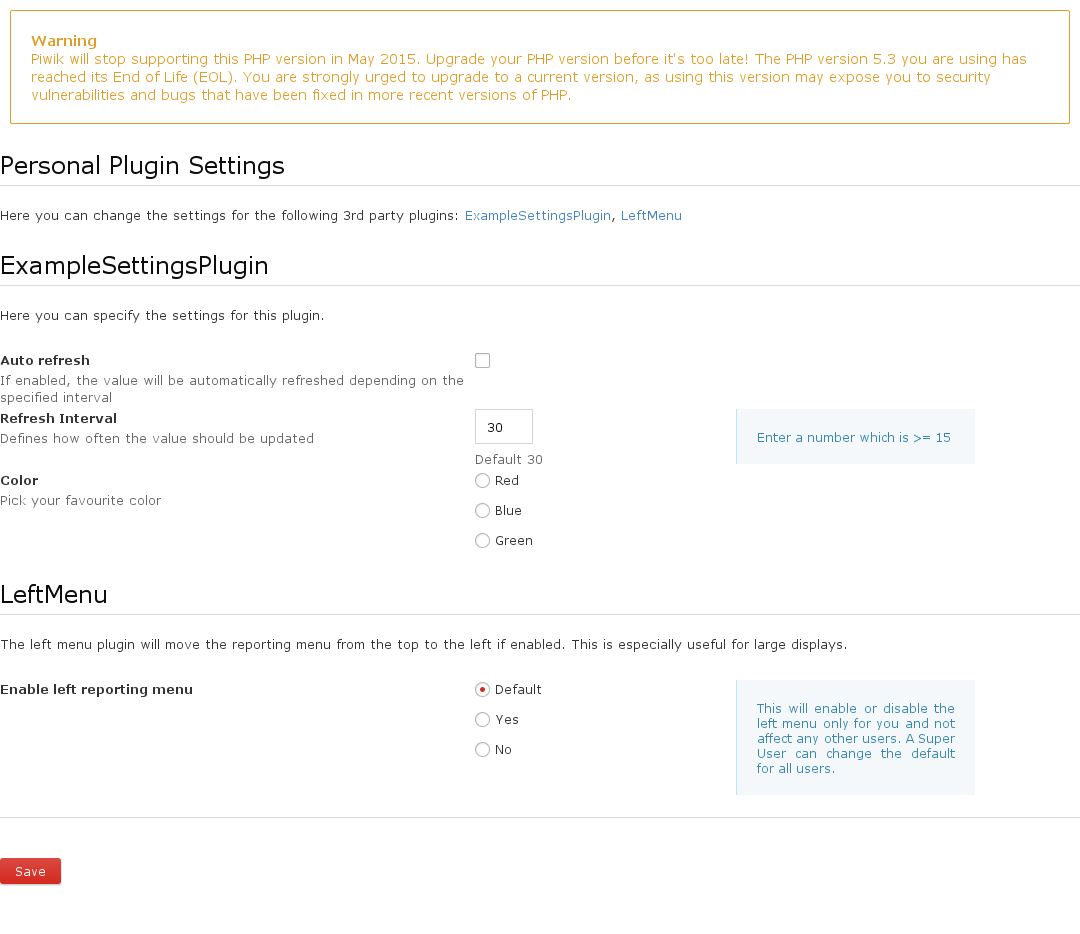 Warning
Piwik will stop supporting this PHP version in May 2015. Upgrade your PHP version before it's too late! The PHP version 5.3 you are using has
reached its End of Life (EOL). You are strongly urged to upgrade to a current version, as using this version may expose you to security
vulnerabilities and bugs that have been fixed in more recent versions of PHP.
Personal Plugin Settings
Here you can change the settings for the following 3rd party plugins: ExampleSettingsPlugin, LeftMenu
ExampleSettingsPlugin
Here you can specify the settings for this plugin.
Auto refresh
If enabled, the value will be automatically refreshed depending on the
specified interval
Refresh Interval
Defines how often the value should be updated
30
Default 30
Enter a number which is >= 15
Color
Pick your favourite color
Red
Blue
Green
LeftMenu
The left menu plugin will move the reporting menu from the top to the left if enabled. This is especially useful for large displays.
Enable left reporting menu
Default
Yes
No
This will enable or disable the
left menu only for you and not
affect any other users. A Super
User can change the default
for all users.
Save